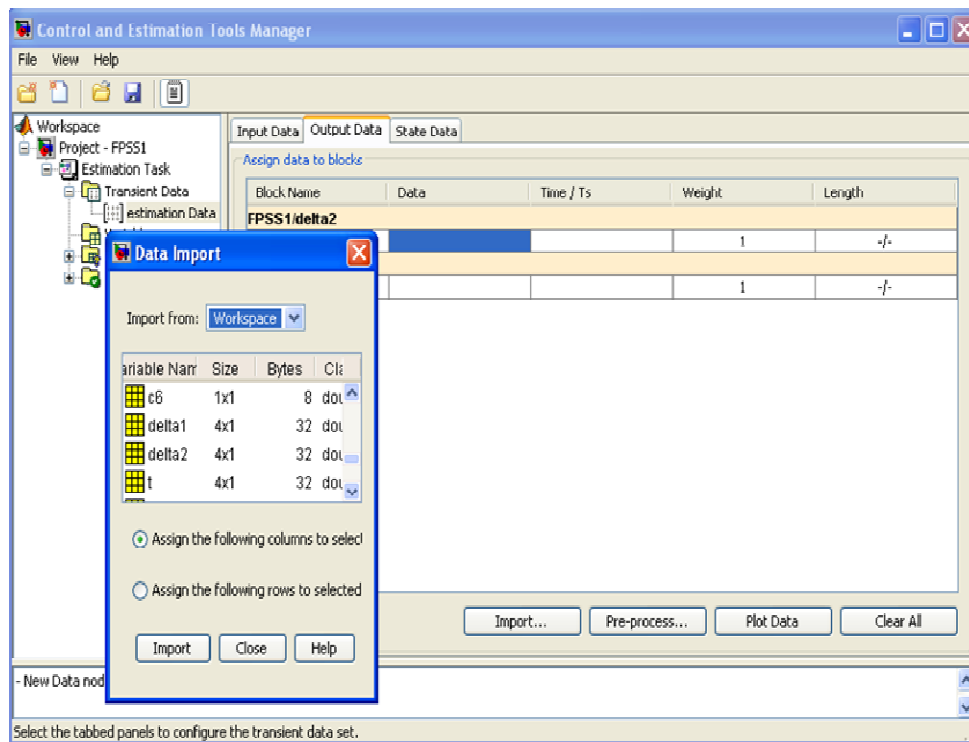 Control and Estimation Tools Manager
File View Help
Workspace
Project - FPSS1
Estimation Task
Transient Data
estimation Data
Input Data Output Data State Data
Assign data to blocks
Block Name Data Time / Ts Weight Length
FPSS1/delta2
1 -/-
1 -/-
Data Import
Import from: Workspace
ariable Nam Size Bytes Cla
c6 1x1 8 dou
delta1 4x1 32 dou
delta2 4x1 32 dou
t 4x1 32 dou
Assign the following columns to select
Assign the following rows to selected
Import Close Help
Import... Pre-process... Plot Data Clear All
- New Data nod
Select the tabbed panels to configure the transient data set.